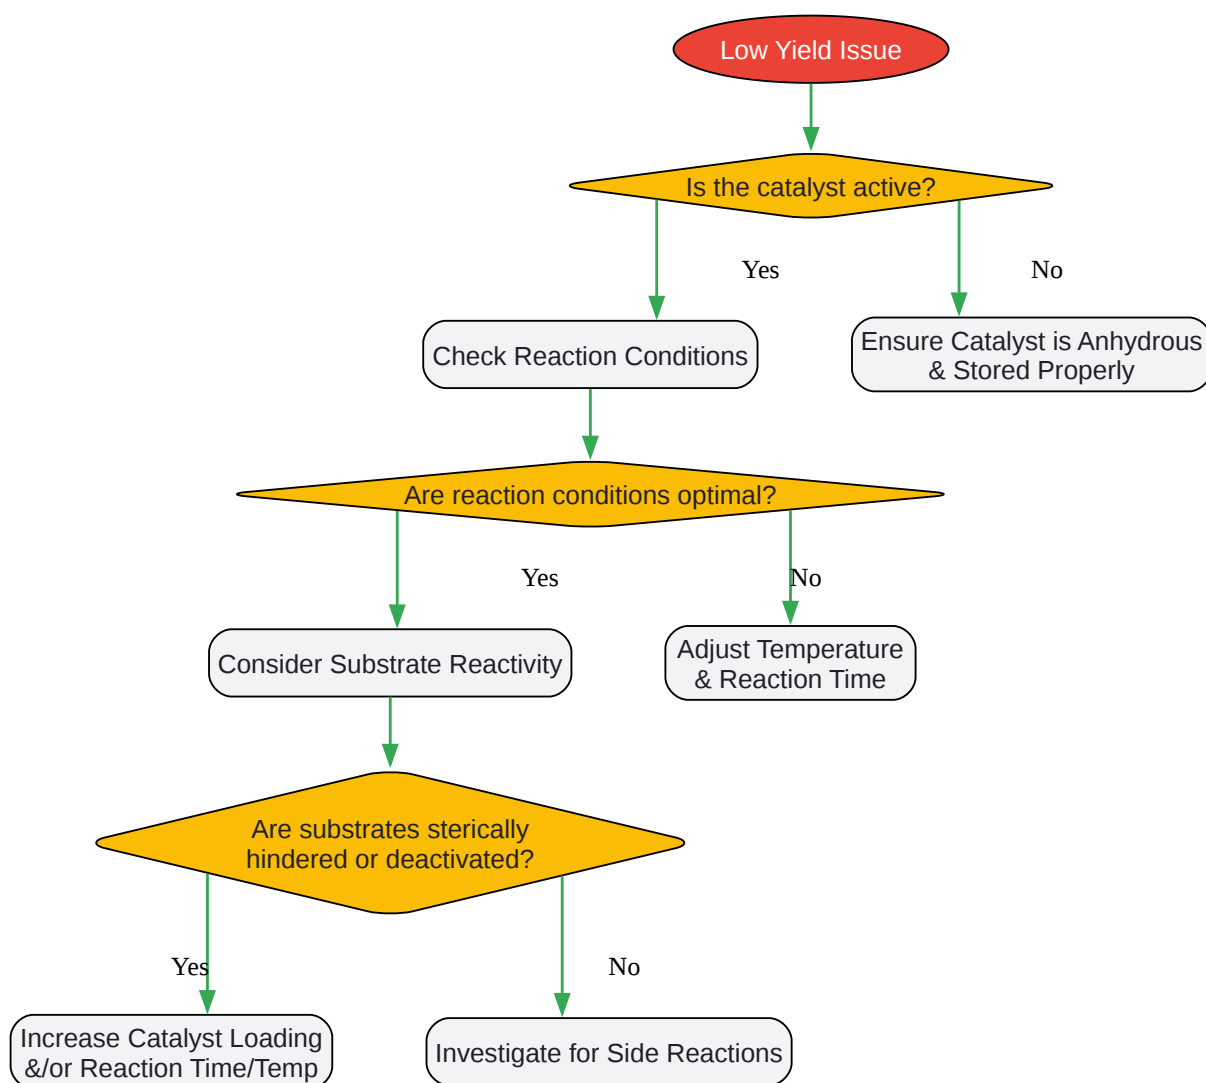 Low Yield Issue
Is the catalyst active?
Yes
No
Check Reaction Conditions
Ensure Catalyst is Anhydrous
& Stored Properly
Are reaction conditions optimal?
Yes
No
Consider Substrate Reactivity
Adjust Temperature
& Reaction Time
Are substrates sterically
hindered or deactivated?
Yes
No
Increase Catalyst Loading
&/or Reaction Time/Temp
Investigate for Side Reactions